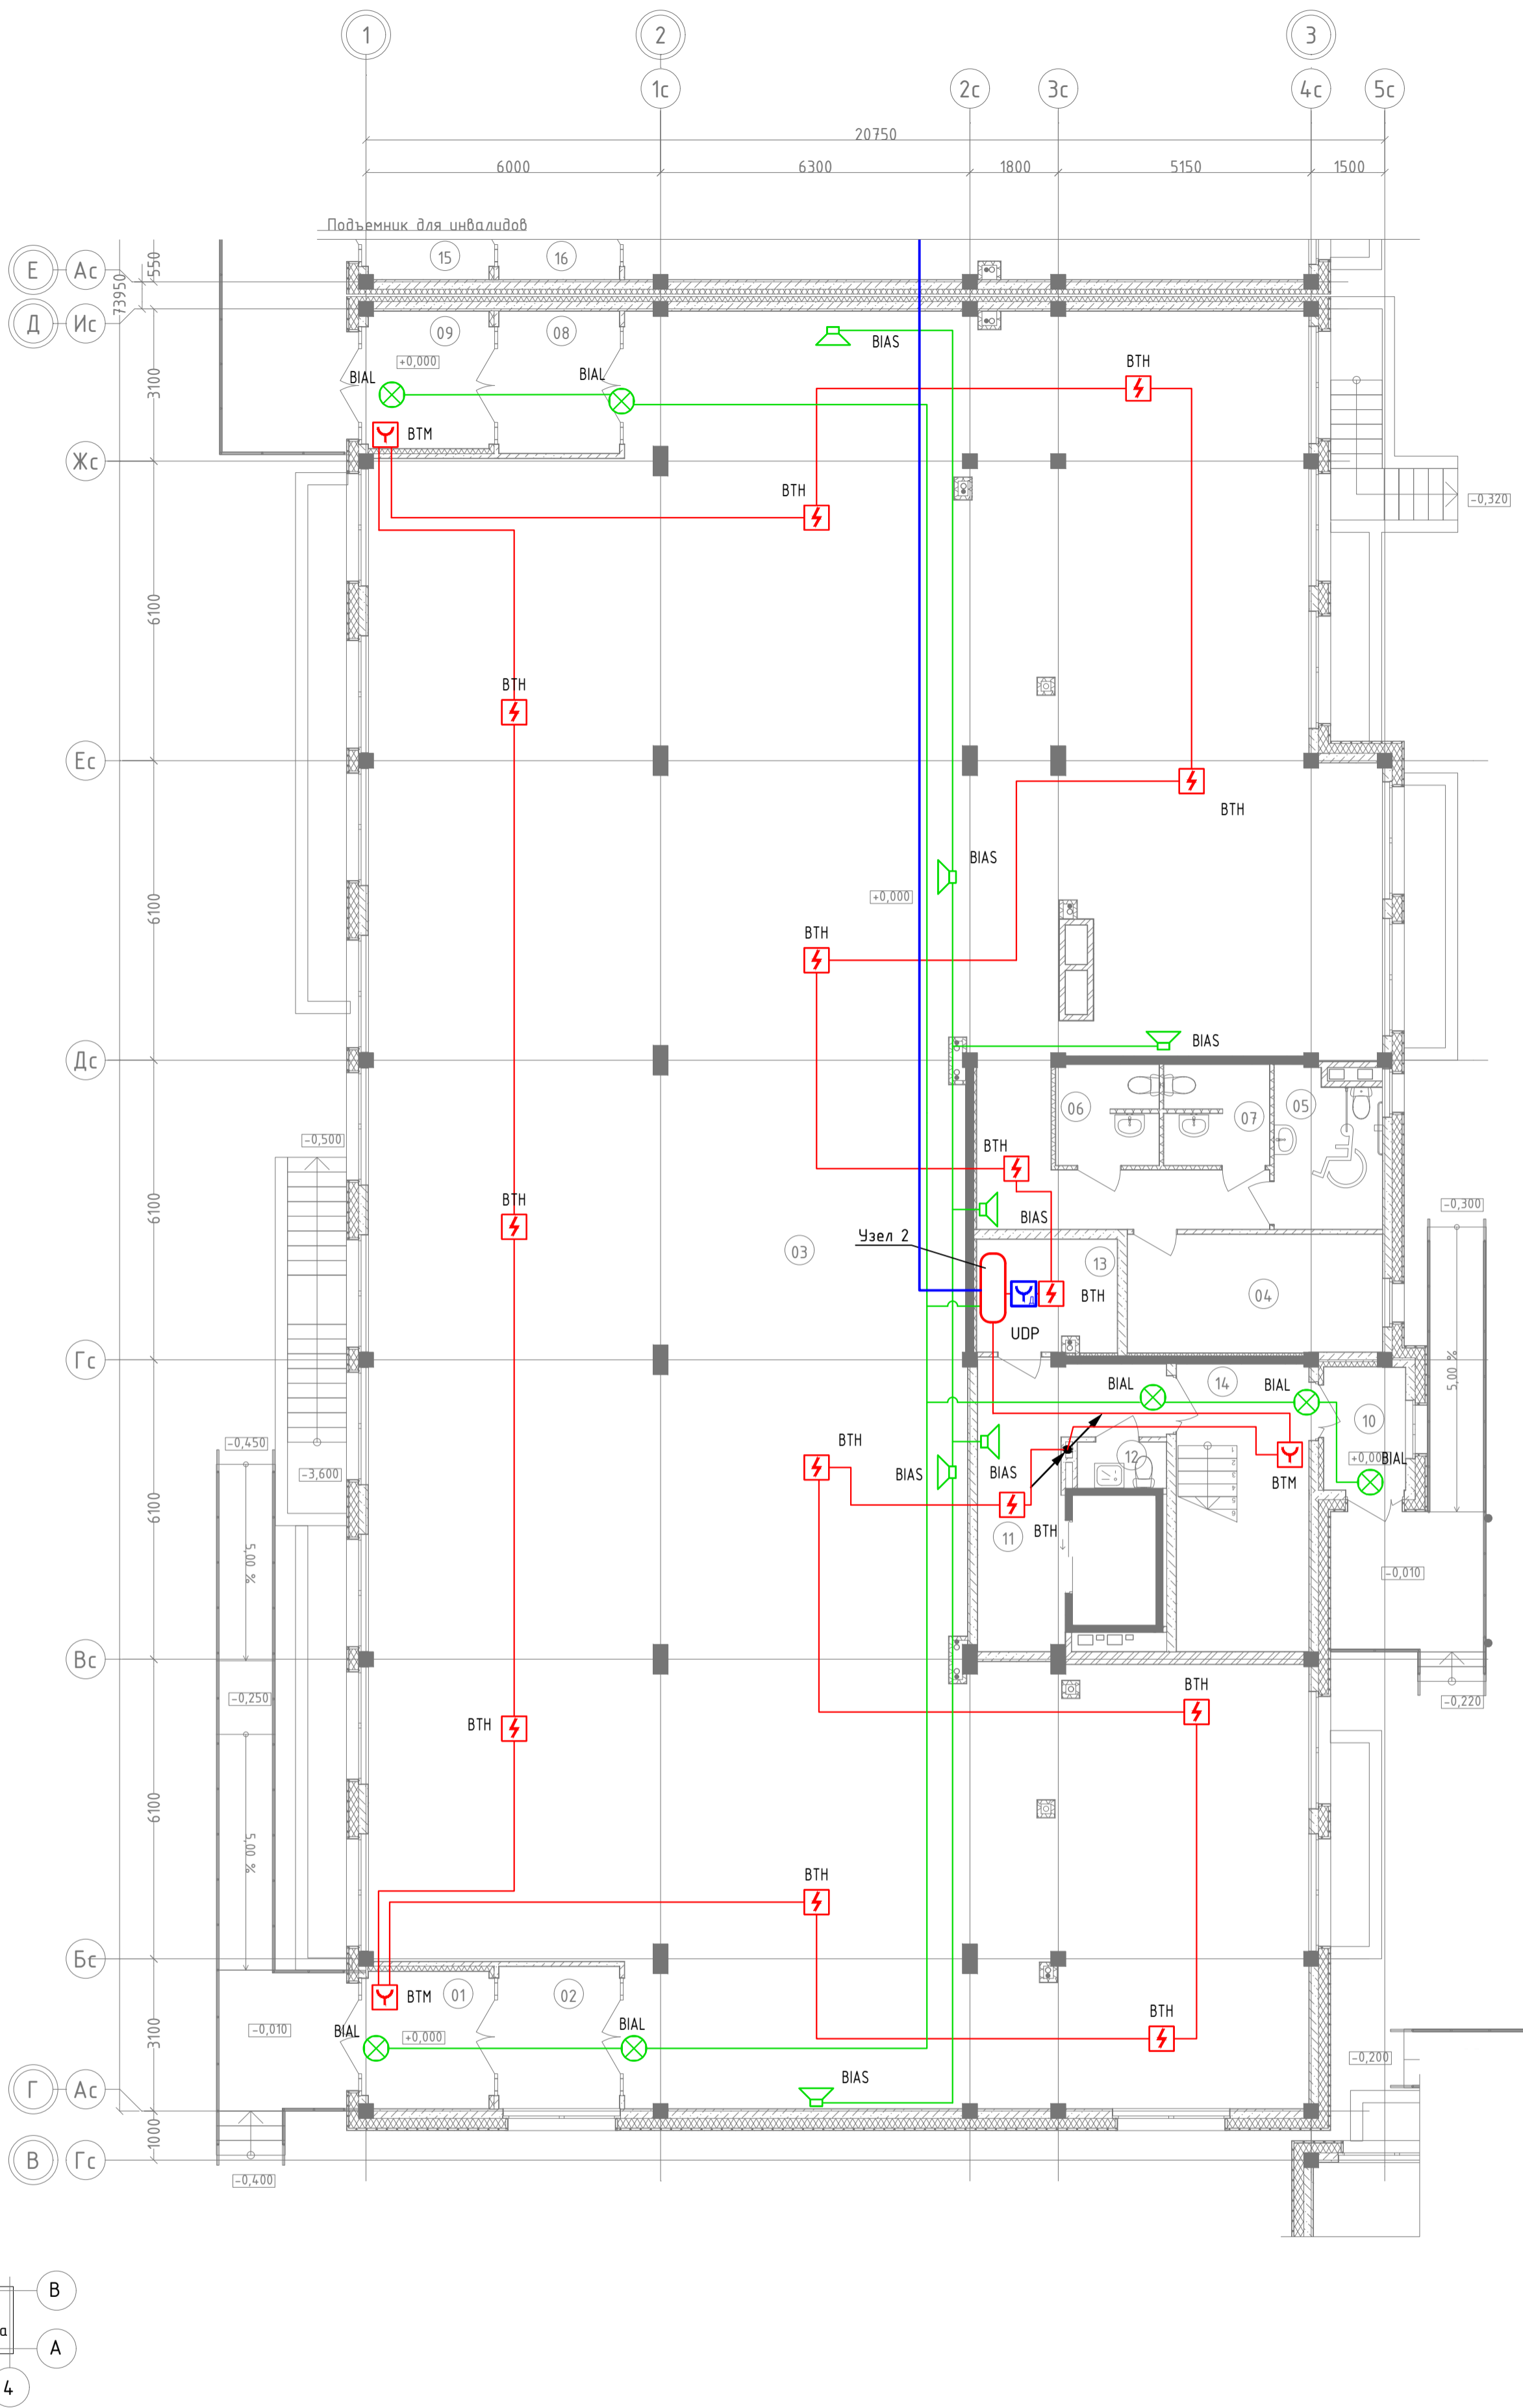 1
2
3
1с
2с
3с
4с
5с
20750
6000
6300
1800
5150
1500
Подъемник для инвалидов
Е
Ас
550
15
16
73950
Д
Ис
09
08
BIAS
+0,000
BTH
BIAL
BIAL
3100
BTM
Жс
BTH
-0,320
6100
BTH
Ес
BTH
BIAS
+0,000
6100
BTH
BIAS
Дс
06
07
05
-0,500
BTH
6100
BTH
-0,300
BIAS
Узел 2
03
13
04
BTH
UDP
Гс
5,00 %
BIAL
14
BIAL
10
-0,450
12
+0,000
BIAL
BTH
-3,600
BIAS
BIAS
BTM
6100
BTH
11
5,00 %
-0,010
Вс
BTH
-0,250
-0,220
BTH
6100
5,00 %
BTH
Бс
BTM
01
02
BTH
BIAL
BIAL
-0,010
+0,000
3100
-0,200
BIAS
Г
Ас
1000
В
Гс
-0,400
В
а
А
4